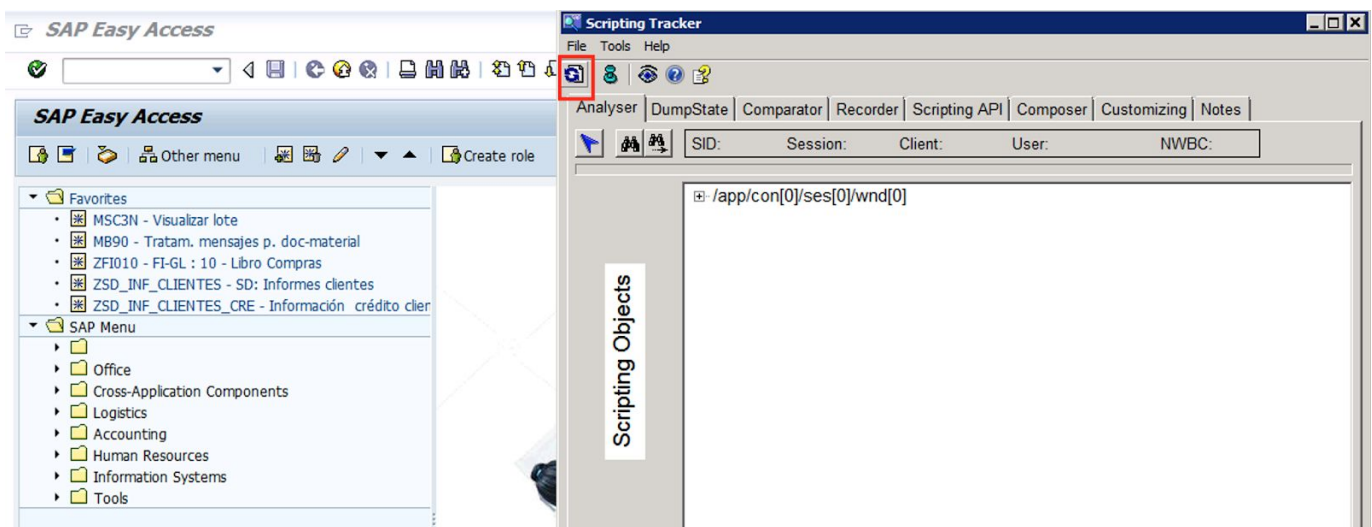 SAP Easy Access
SAP Easy Access
Other menu
Create role
Favorites
MSC3N - Visualizar lote
MB90 - Tratam. mensajes p. doc-material
ZFI010 - FI-GL : 10 - Libro Compras
ZSD_INF_CLIENTES - SD: Informes clientes
ZSD_INF_CLIENTES_CRE - Información crédito clier
SAP Menu
Office
Cross-Application Components
Logistics
Accounting
Human Resources
Information Systems
Tools
Scripting Tracker
File Tools Help
Analyser DumpState Comparator Recorder Scripting API Composer Customizing Notes
SID: Session: Client: User: NWBC:
/app/con[0]/ses[0]/wnd[0]
Scripting Objects